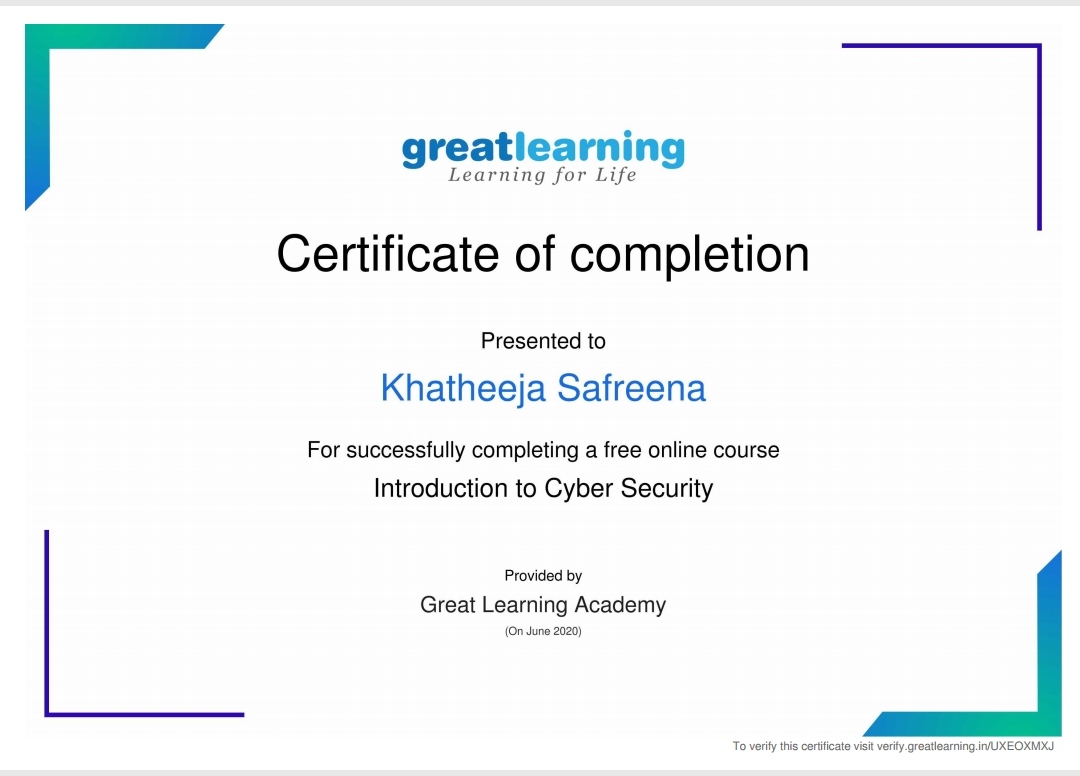 greatlearning
Learning for Life
Certificate of completion
Presented to
Khatheeja Safreena
For successfully completing a free online course
Introduction to Cyber Security
Provided by
Great Learning Academy
(On June 2020)
To verify this certificate visit verify.greatlearning.in/UXEOXMXJ